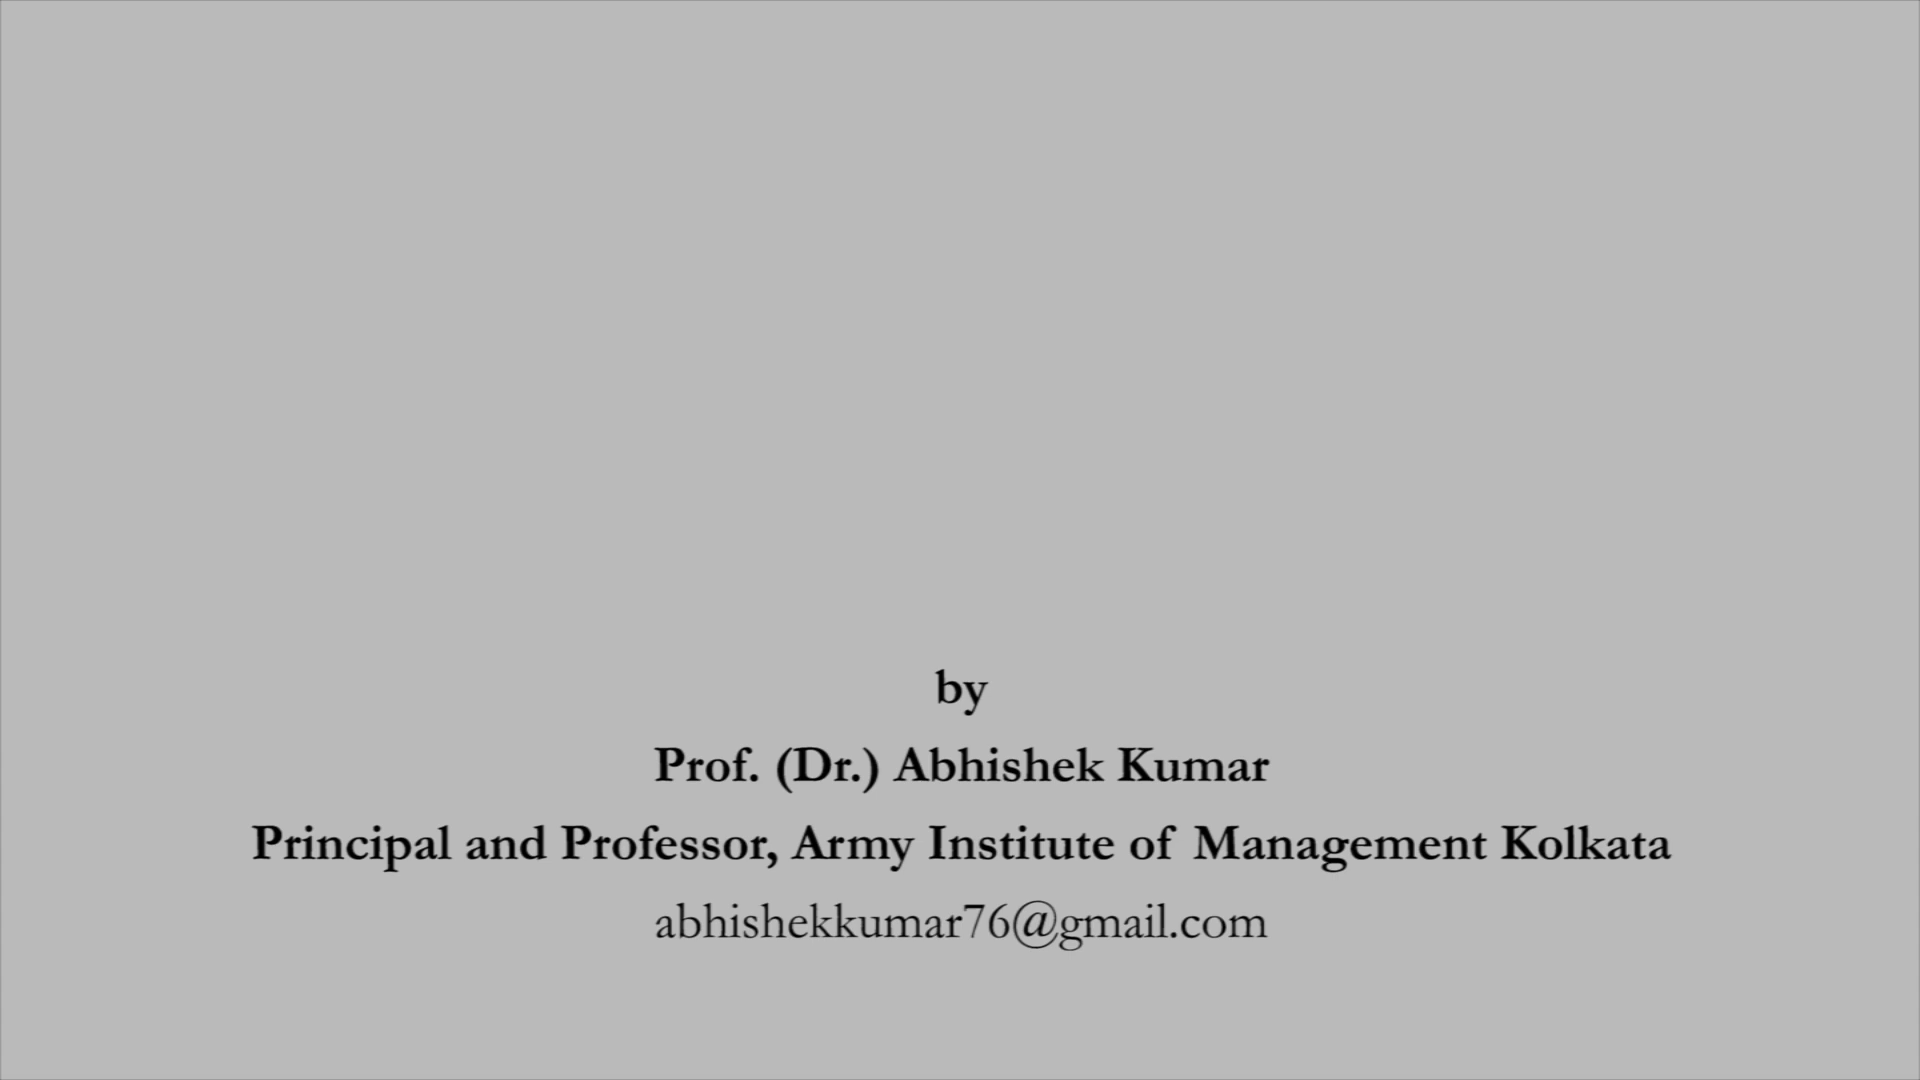 by
Prof. (Dr.) Abhishek Kumar
Principal and Professor, Army Institute of Management Kolkata
abhishekkumar76@gmail.com